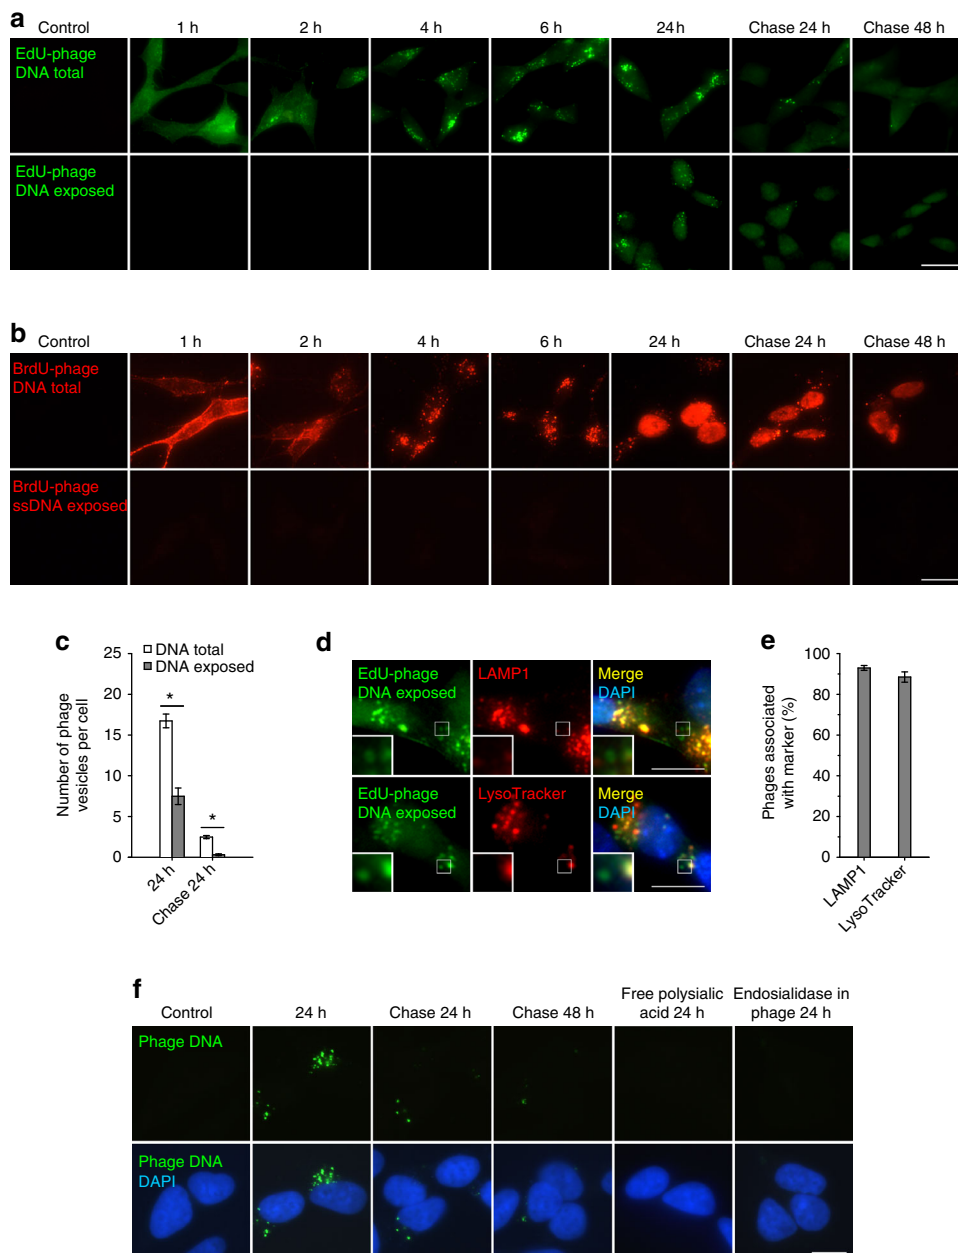 a
Control 1 h 2 h 4 h 6 h 24 h Chase 24 h Chase 48 h
EdU-phage
DNA total
EdU-phage
DNA exposed
b
Control 1 h 2 h 4 h 6 h 24 h Chase 24 h Chase 48 h
BrdU-phage
DNA total
BrdU-phage
ssDNA exposed
c
Number of phage
vesicles per cell
25
20
15
10
5
0
DNA total
DNA exposed
*
*
24 h
Chase 24 h
d
EdU-phage
DNA exposed
LAMP1
Merge
DAPI
EdU-phage
DNA exposed
LysoTracker
Merge
DAPI
e
Phages associated
with marker (%)
100
80
60
40
20
0
LAMP1
LysoTracker
f
Control
24 h
Chase 24 h
Chase 48 h
Free polysialic
acid 24 h
Endosialidase in
phage 24 h
Phage DNA
Phage DNA
DAPI